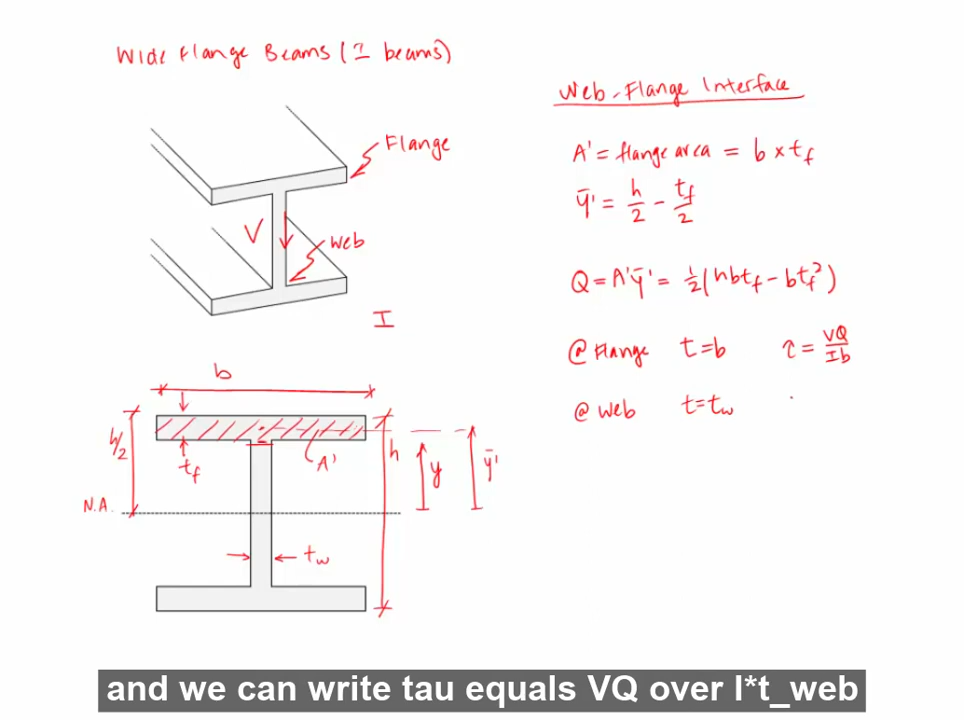 Wide Flange Beams (I beams)
Flange
V
Web
I
b
h/2
t_f
A'
h
y
ȳ'
N.A.
t_w
Web-Flange Interface
A' = flange area = b × t_f
ȳ' = h/2 - t_f/2
Q = A'ȳ' = 1/2 (hbt_f - bt_f²)
@ Flange t = b τ = VQ/Ib
@ Web t = t_w
and we can write tau equals VQ over I*t_web